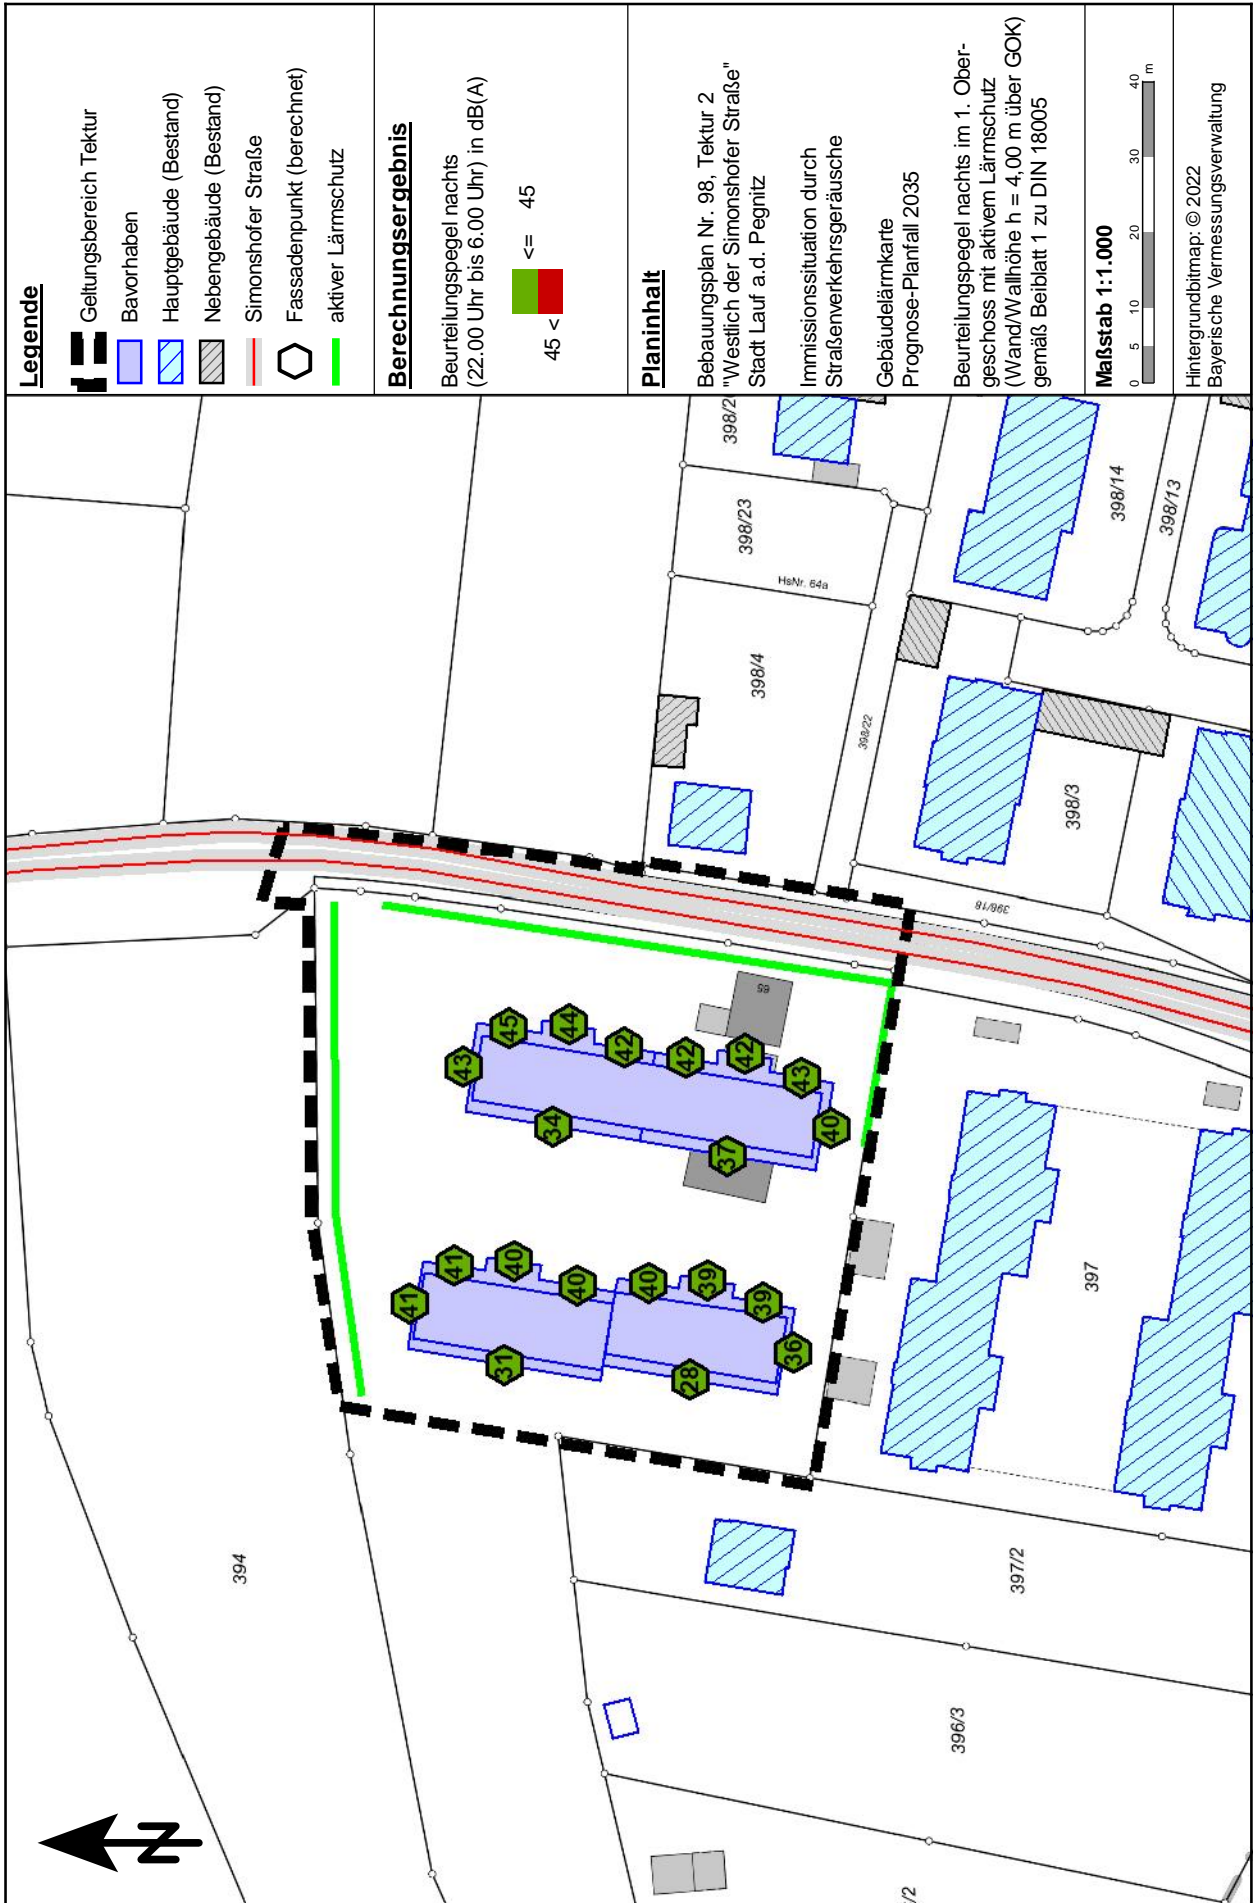 Legende
Geltungsbereich Tektur
Bavorhaben
Hauptgebäude (Bestand)
Nebengebäude (Bestand)
Simonshofer Straße
Fassadenpunkt (berechnet)
aktiver Lärmschutz
Berechnungsergebnis
Beurteilungspegel nachts
(22.00 Uhr bis 6.00 Uhr) in dB(A)
<= 45
45 <
Planinhalt
Bebauungsplan Nr. 98, Tektur 2
"Westlich der Simonshofer Straße"
Stadt Lauf a.d. Pegnitz
Immissionssituation durch
Straßenverkehrsgeräusche
Gebäudelärmkarte
Prognose-Planfall 2035
Beurteilungspegel nachts im 1. Ober-
geschoss mit aktivem Lärmschutz
(Wand/Wallhöhe h = 4,00 m über GOK)
gemäß Beiblatt 1 zu DIN 18005
Maßstab 1:1.000
0 5 10 20 30 40
m
Hintergrundbitmap: © 2022
Bayerische Vermessungsverwaltung
N
394
398/23
HsNr. 64a
398/4
398/22
398/14
398/13
398/3
398/18
65
397
397/2
396/3
/2
43
45
44
42
42
42
43
40
37
34
41
41
40
40
40
39
39
36
28
31